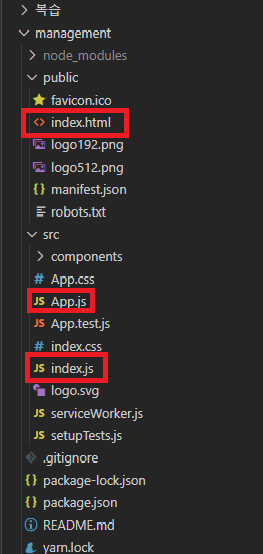 복습
management
node_modules
public
favicon.ico
<> index.html
logo192.png
logo512.png
manifest.json
robots.txt
src
components
# App.css
JS App.js
JS App.test.js
# index.css
JS index.js
logo.svg
JS serviceWorker.js
JS setupTests.js
.gitignore
{} package-lock.json
{} package.json
README.md
yarn.lock